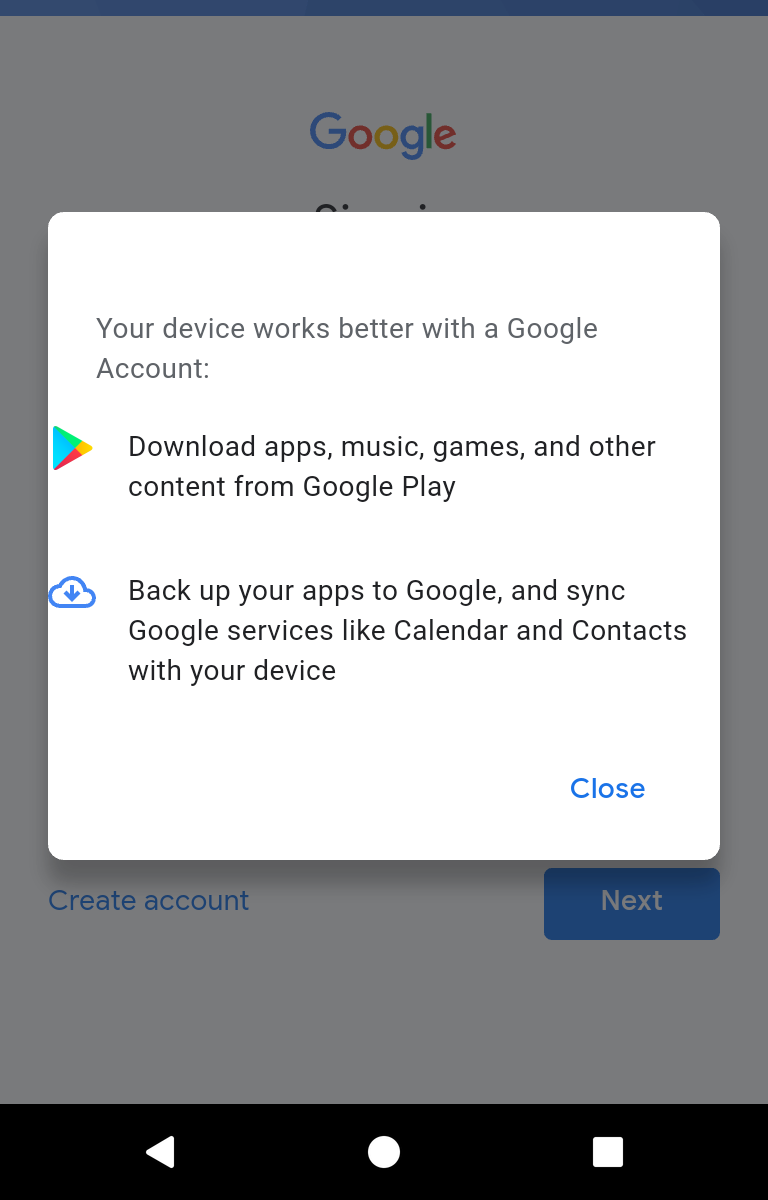 Google
Your device works better with a Google
Account:
Download apps, music, games, and other
content from Google Play
Back up your apps to Google, and sync
Google services like Calendar and Contacts
with your device
Close
Create account
Next